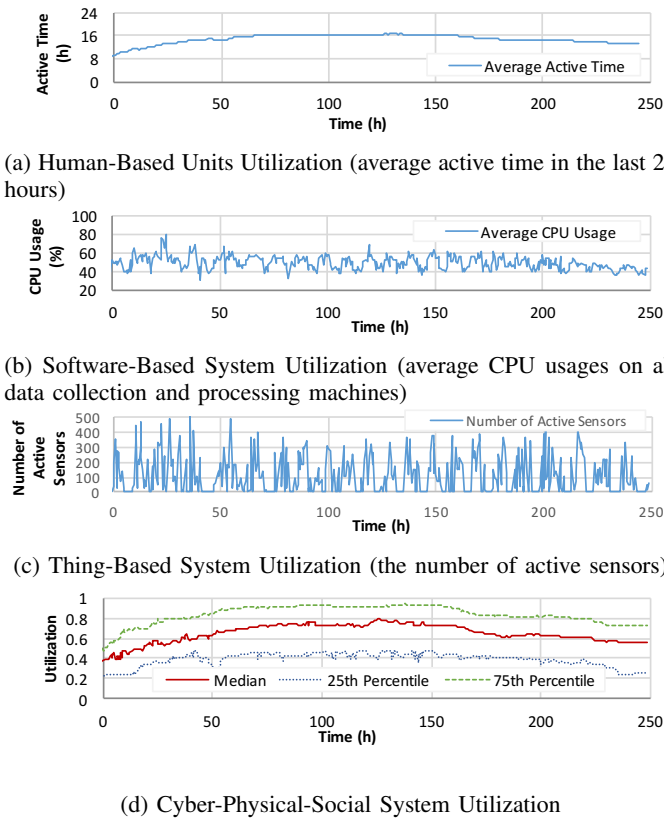 24
16
8
0
Active Time
(h)
Average Active Time
0 50 100 150 200 250
Time (h)
(a) Human-Based Units Utilization (average active time in the last 2
hours)
100
80
60
40
20
CPU Usage
(%)
Average CPU Usage
0 50 100 150 200 250
Time (h)
(b) Software-Based System Utilization (average CPU usages on a
data collection and processing machines)
500
400
300
200
100
0
Number of
Active
Sensors
Number of Active Sensors
0 50 100 150 200 250
Time (h)
(c) Thing-Based System Utilization (the number of active sensors)
1
0.8
0.6
0.4
0.2
0
Utilization
Median 25th Percentile 75th Percentile
0 50 100 150 200 250
Time (h)
(d) Cyber-Physical-Social System Utilization